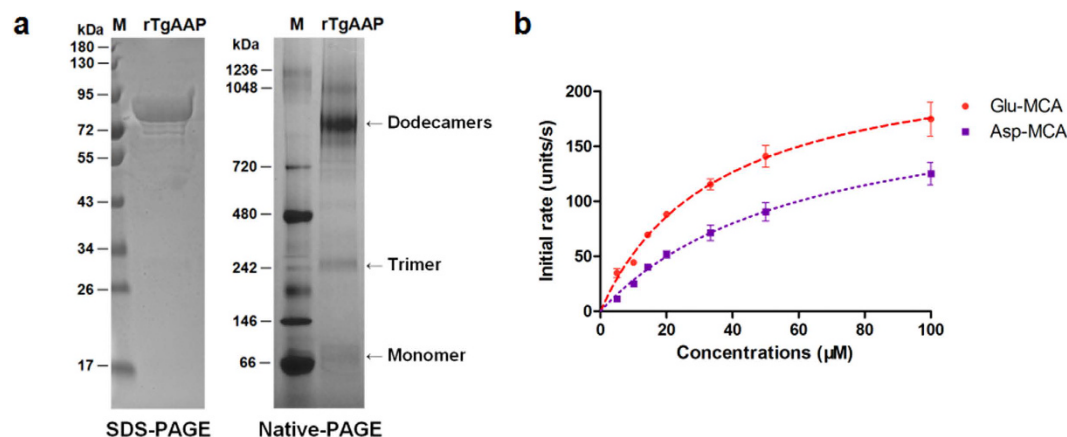 a
kDa M rTgAAP
180
130
95
72
55
43
34
26
17
SDS-PAGE
M rTgAAP
kDa
1236
1048
720
480
242
146
66
← Dodecamers
← Trimer
← Monomer
Native-PAGE
b
Initial rate (units/s)
200
150
100
50
0
0 20 40 60 80 100
Concentrations (µM)
Glu-MCA
Asp-MCA